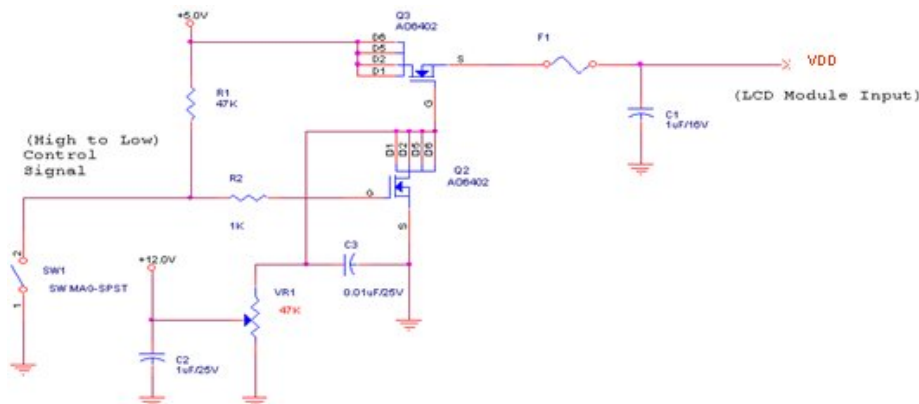 +5.0V
Q3
AO6402
D6
D5
D2
D1
S
G
F1
VDD
(LCD Module Input)
R1
47K
C1
1uF/16V
(High to Low)
Control
Signal
D1
D2
D5
D6
Q2
AO6402
R2
G
1K
S
2
SW1
SW MAG-SPST
1
+12.0V
C3
0.01uF/25V
VR1
47K
C2
1uF/25V